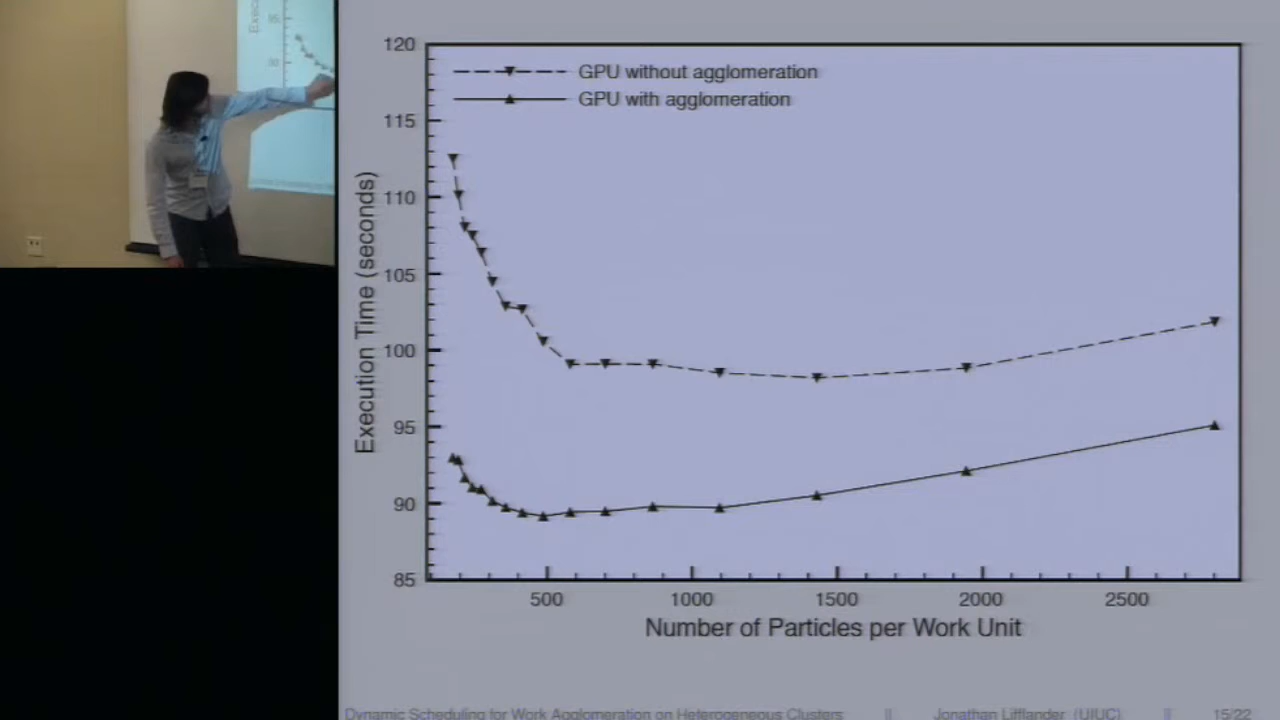 GPU without agglomeration
GPU with agglomeration
120
115
110
105
100
95
90
85
Execution Time (seconds)
500
1000
1500
2000
2500
Number of Particles per Work Unit
Dynamic Scheduling for Work Agglomeration on Heterogeneous Clusters || Jonathan Lifflander (UIUC) || 15/22